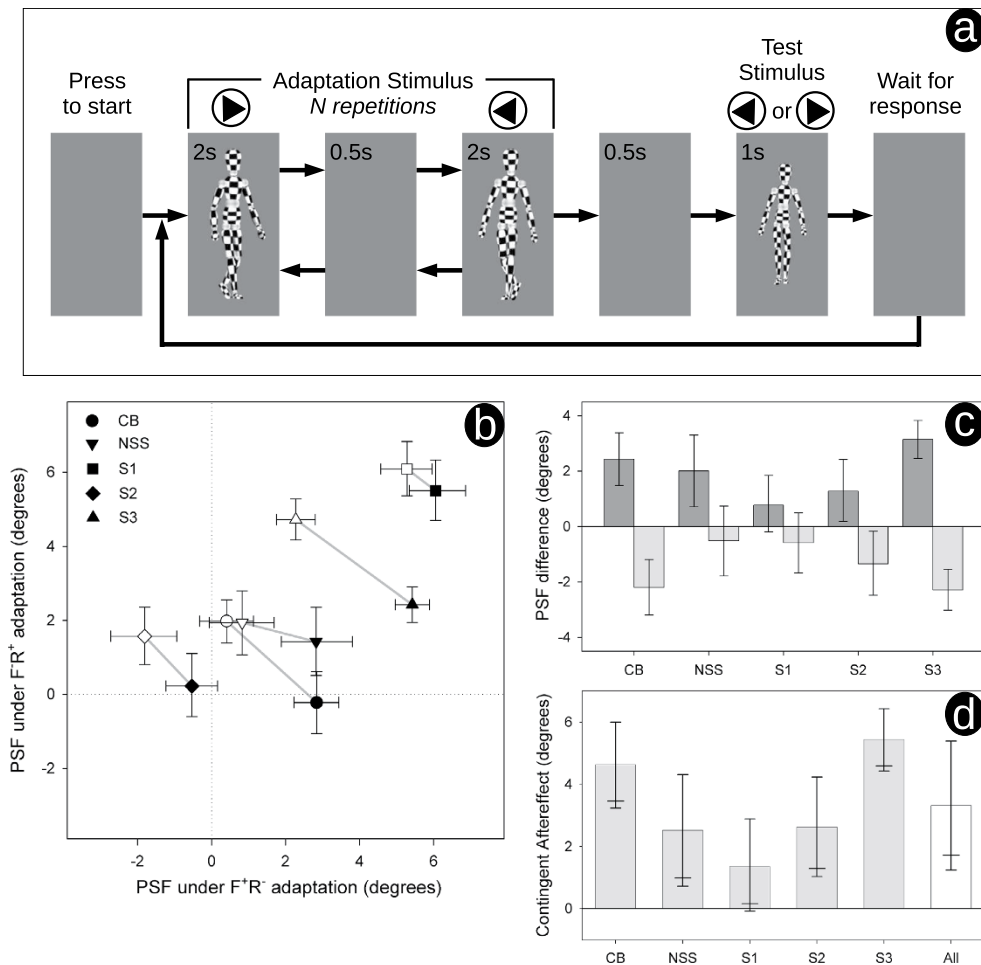 a
Press
to start
Adaptation Stimulus
N repetitions
Test
Stimulus
or
Wait for
response
2s
0.5s
2s
0.5s
1s
b
CB
NSS
S1
S2
S3
PSF under F⁻R⁺ adaptation (degrees)
6
4
2
0
-2
-2 0 2 4 6
PSF under F⁺R⁻ adaptation (degrees)
c
PSF difference (degrees)
4
2
0
-2
-4
CB NSS S1 S2 S3
d
Contingent Aftereffect (degrees)
6
4
2
0
CB NSS S1 S2 S3 All